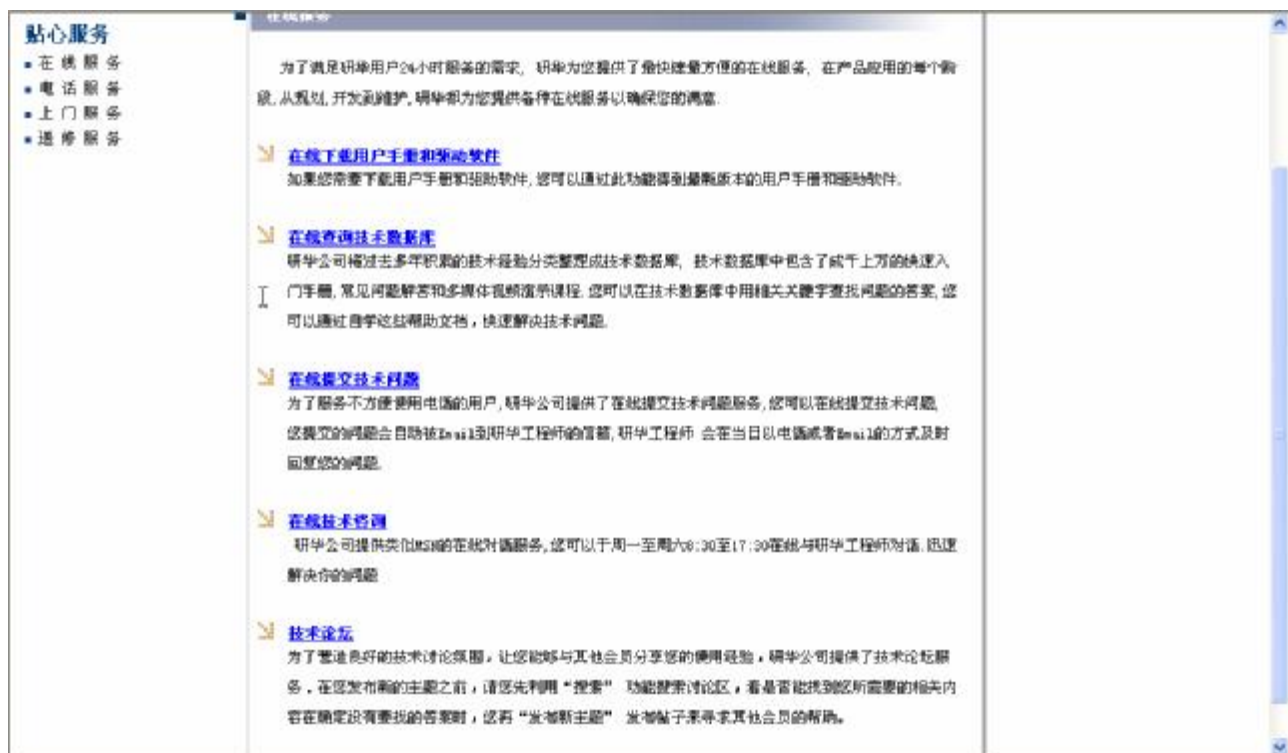 贴心服务
在线服务
电话服务
上门服务
送修服务
在线服务
为了满足研华用户24小时服务的需求, 研华为您提供了最快速最方便的在线服务, 在产品应用的每个阶
段,从规划,开发到维护,研华都为您提供各种在线服务以确保您的满意.
在线下载用户手册和驱动软件
如果您需要下载用户手册和驱动软件,您可以通过此功能得到最新版本的用户手册和驱动软件.
在线查询技术数据库
研华公司将过去多年积累的技术经验分类整理成技术数据库, 技术数据库中包含了成千上万的快速入
门手册,常见问题解答和多媒体视频演示课程.您可以在技术数据库中用相关关键字查找问题的答案,您
可以通过自学这些帮助文档，快速解决技术问题.
在线提交技术问题
为了服务不方便使用电话的用户,研华公司提供了在线提交技术问题服务,您可以在线提交技术问题,
您提交的问题会自动被Email到研华工程师的信箱,研华工程师 会在当日以电话或者Email的方式及时
回复您的问题.
在线技术咨询
研华公司提供类似MSN的在线对话服务,您可以于周一至周六8:30至17:30在线与研华工程师对话.迅速
解决你的问题
技术论坛
为了营造良好的技术讨论氛围，让您能够与其他会员分享您的使用经验，研华公司提供了技术论坛服
务．在您发布新的主题之前，请您先利用“搜索” 功能搜索讨论区，看是否能找到您所需要的相关内
容在确定没有要找的答案时，您再“发布新主题” 发布帖子来寻求其他会员的帮助。